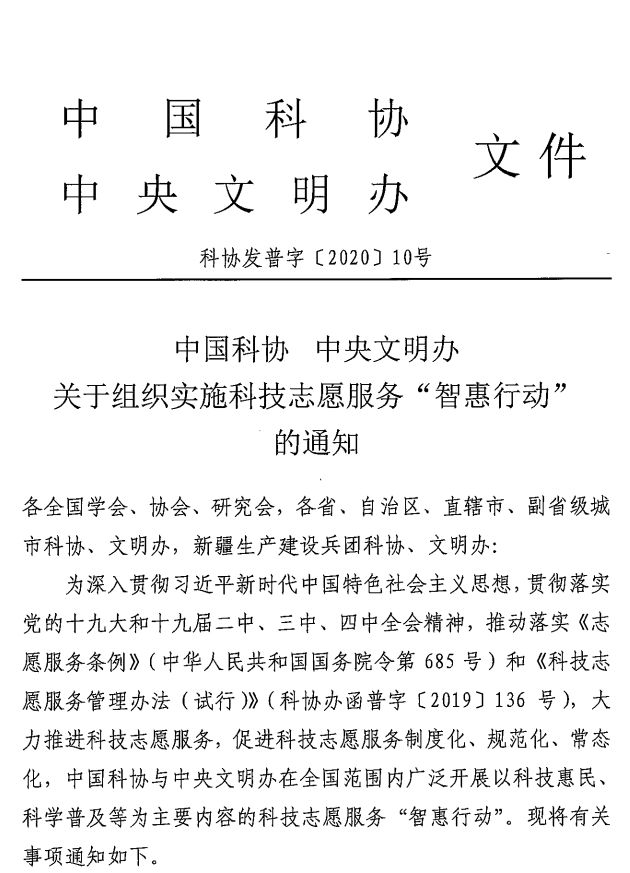 中国科协
中央文明办
文件
科协发普字〔2020〕10号
中国科协 中央文明办
关于组织实施科技志愿服务“智惠行动”
的通知
各全国学会、协会、研究会，各省、自治区、直辖市、副省级城
市科协、文明办，新疆生产建设兵团科协、文明办：
为深入贯彻习近平新时代中国特色社会主义思想，贯彻落实
党的十九大和十九届二中、三中、四中全会精神，推动落实《志
愿服务条例》（中华人民共和国国务院令第 685 号）和《科技志
愿服务管理办法（试行）》（科协办函普字〔2019〕136 号），大
力推进科技志愿服务，促进科技志愿服务制度化、规范化、常态
化，中国科协与中央文明办在全国范围内广泛开展以科技惠民、
科学普及等为主要内容的科技志愿服务“智惠行动”。现将有关
事项通知如下。